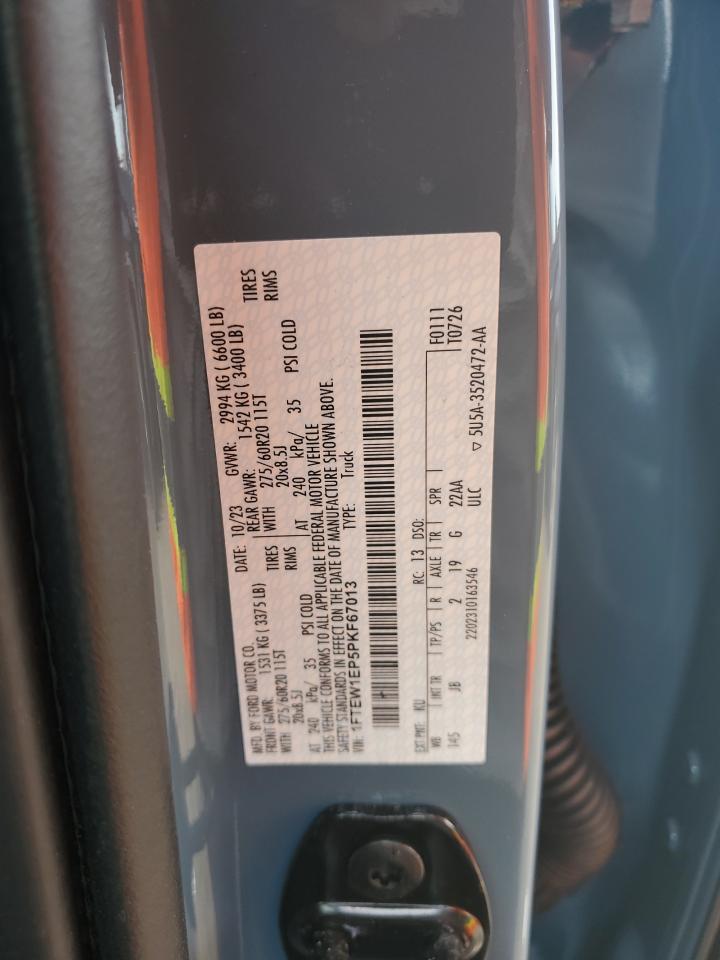 MFD. BY FORD MOTOR CO. DATE: 10/23 GVWR: 2994 KG ( 6600 LB)
FRONT GAWR: 1531 KG ( 3375 LB) REAR GAWR: 1542 KG ( 3400 LB)
WITH 275/60R20 115T TIRES WITH 275/60R20 115T TIRES
20x8.5J RIMS 20x8.5J RIMS
AT 240 kPa/ 35 PSI COLD AT 240 kPa/ 35 PSI COLD
THIS VEHICLE CONFORMS TO ALL APPLICABLE FEDERAL MOTOR VEHICLE
SAFETY STANDARDS IN EFFECT ON THE DATE OF MANUFACTURE SHOWN ABOVE.
VIN: 1FTEW1EP5PKF67013 TYPE: Truck
EXT PNT: KU RC: 13 DSO: F0111
WB INT TR TP/PS R AXLE TR SPR T0726
145 JB 2 19 G 22AA
2202310163546 ULC ▽ 5U5A-3520472-AA